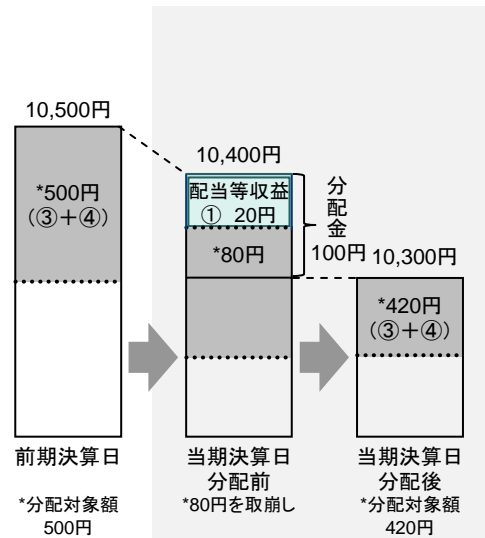 10,500円
*500円
(③+④)
10,400円
配当等収益
① 20円
*80円
分配金
100円
10,300円
*420円
(③+④)
前期決算日
*分配対象額
500円
当期決算日
分配前
*80円を取崩し
当期決算日
分配後
*分配対象額
420円